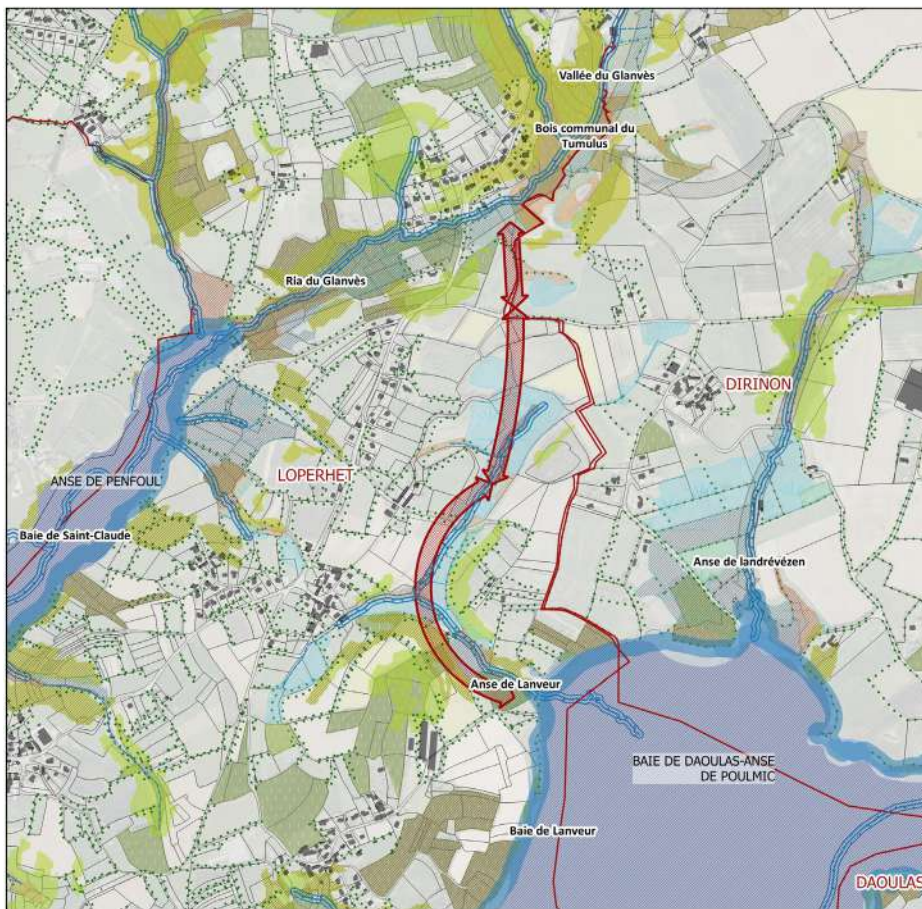 Vallée du Glanvès
Bois communal du
Tumulus
Ria du Glanvès
DIRINON
LOPERHET
ANSE DE PENFOUL
Baie de Saint-Claude
Anse de landrévézen
Anse de Lanveur
BAIE DE DAOULAS-ANSE
DE POULMIC
Baie de Lanveur
DAOULAS